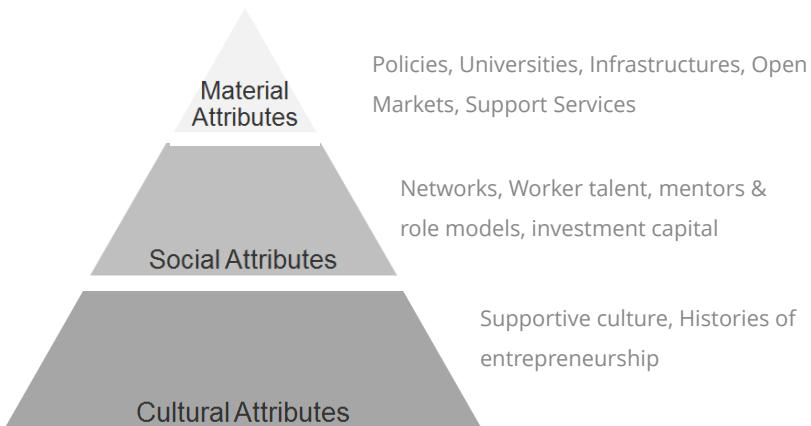 Material
Attributes
Policies, Universities, Infrastructures, Open
Markets, Support Services
Social Attributes
Networks, Worker talent, mentors &
role models, investment capital
Cultural Attributes
Supportive culture, Histories of
entrepreneurship